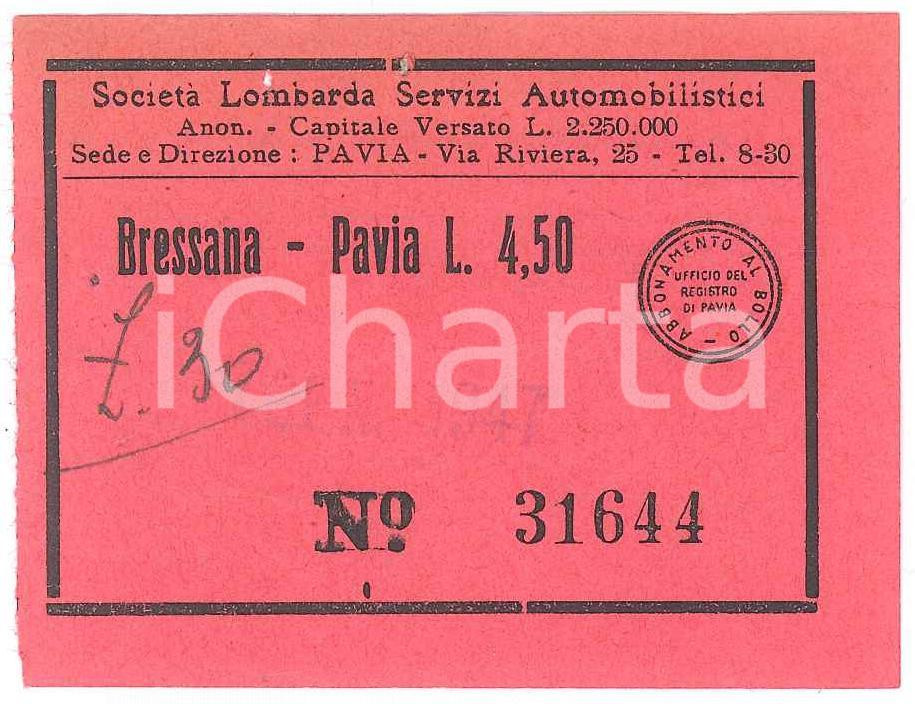 Società Lombarda Servizi Automobilistici
Anon. - Capitale Versato L. 2.250.000
Sede e Direzione : PAVIA - Via Riviera, 25 - Tel. 8-30
Bressana - Pavia L. 4,50
ABBONAMENTO AL BOLLO -
UFFICIO DEL
REGISTRO
DI PAVIA
L. 30
iCharta
Nº 31644